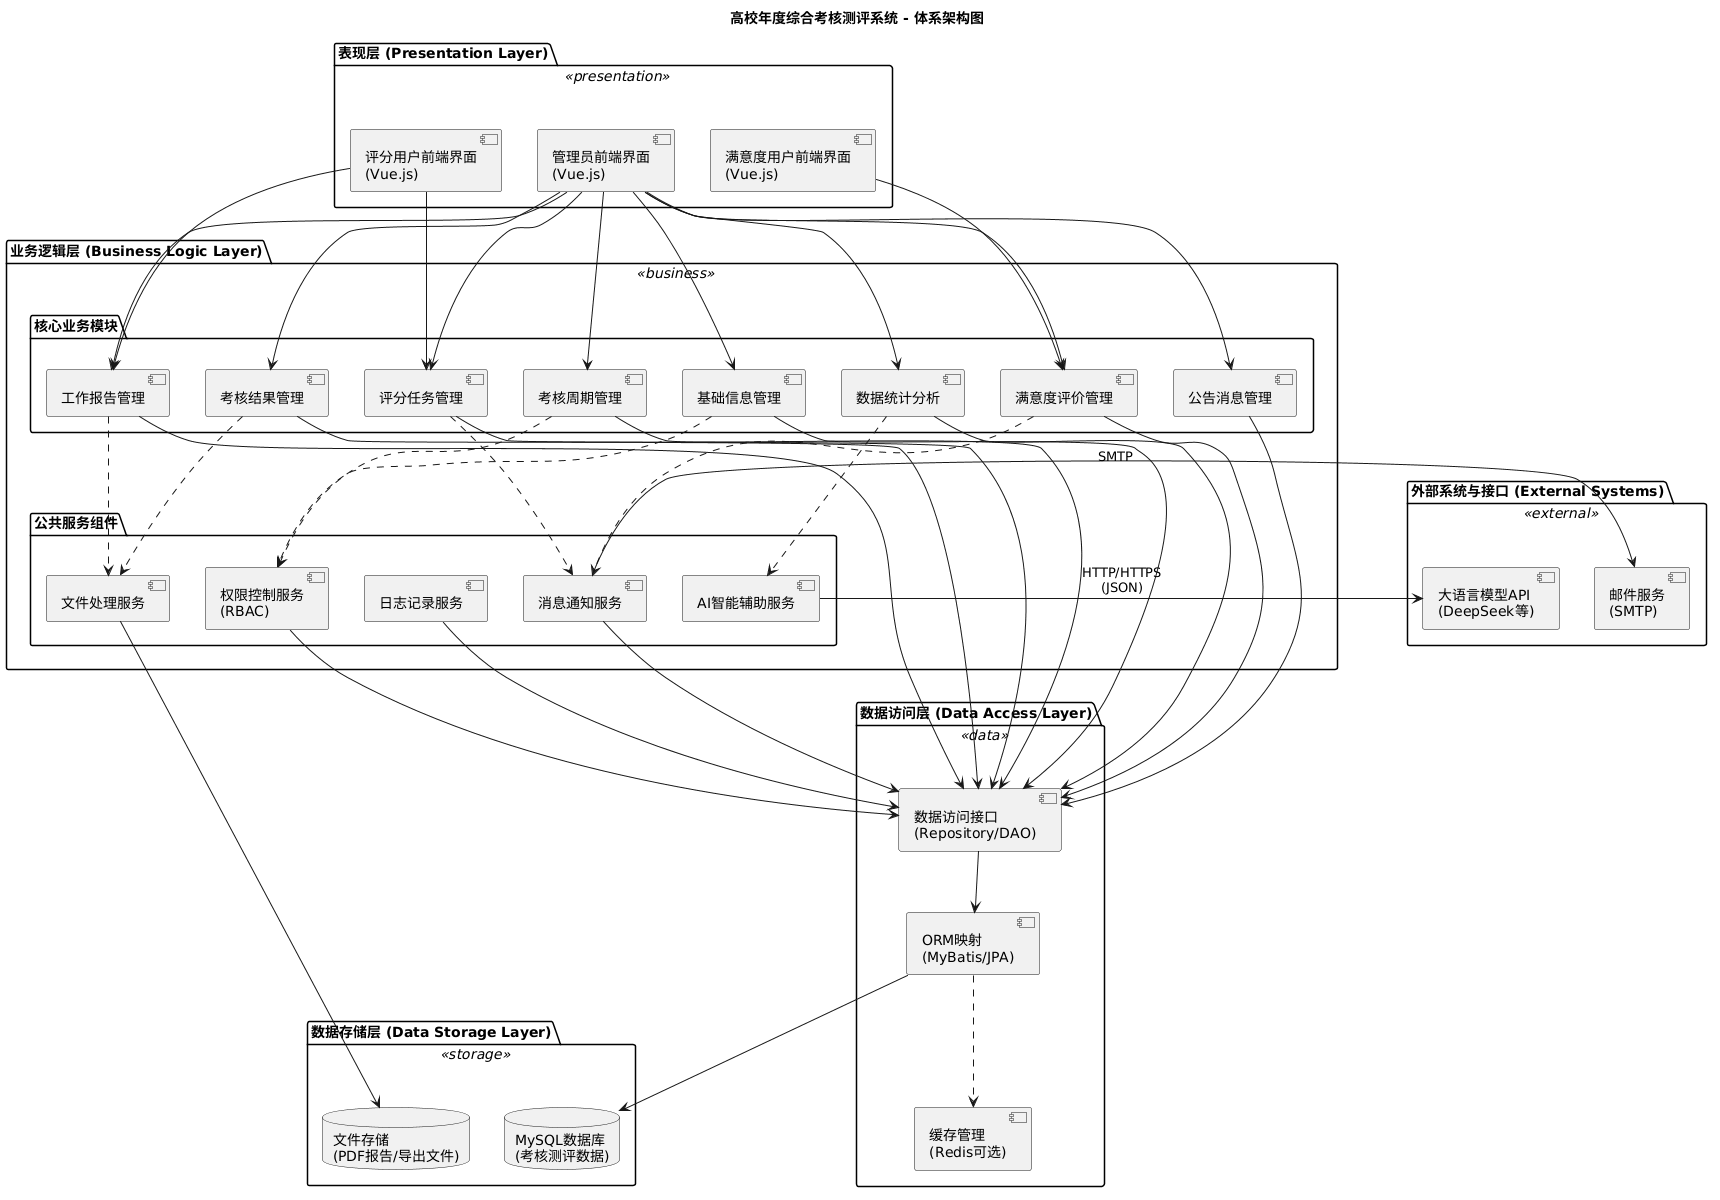 高校年度综合考核测评系统 - 体系架构图
表现层 (Presentation Layer)
«presentation»
评分用户前端界面
(Vue.js)
管理员前端界面
(Vue.js)
满意度用户前端界面
(Vue.js)
业务逻辑层 (Business Logic Layer)
«business»
核心业务模块
工作报告管理
考核结果管理
评分任务管理
考核周期管理
基础信息管理
数据统计分析
满意度评价管理
公告消息管理
SMTP
外部系统与接口 (External Systems)
«external»
大语言模型API
(DeepSeek等)
邮件服务
(SMTP)
公共服务组件
文件处理服务
权限控制服务
(RBAC)
日志记录服务
消息通知服务
AI智能辅助服务
HTTP/HTTPS
(JSON)
数据访问层 (Data Access Layer)
«data»
数据访问接口
(Repository/DAO)
ORM映射
(MyBatis/JPA)
缓存管理
(Redis可选)
数据存储层 (Data Storage Layer)
«storage»
文件存储
(PDF报告/导出文件)
MySQL数据库
(考核测评数据)